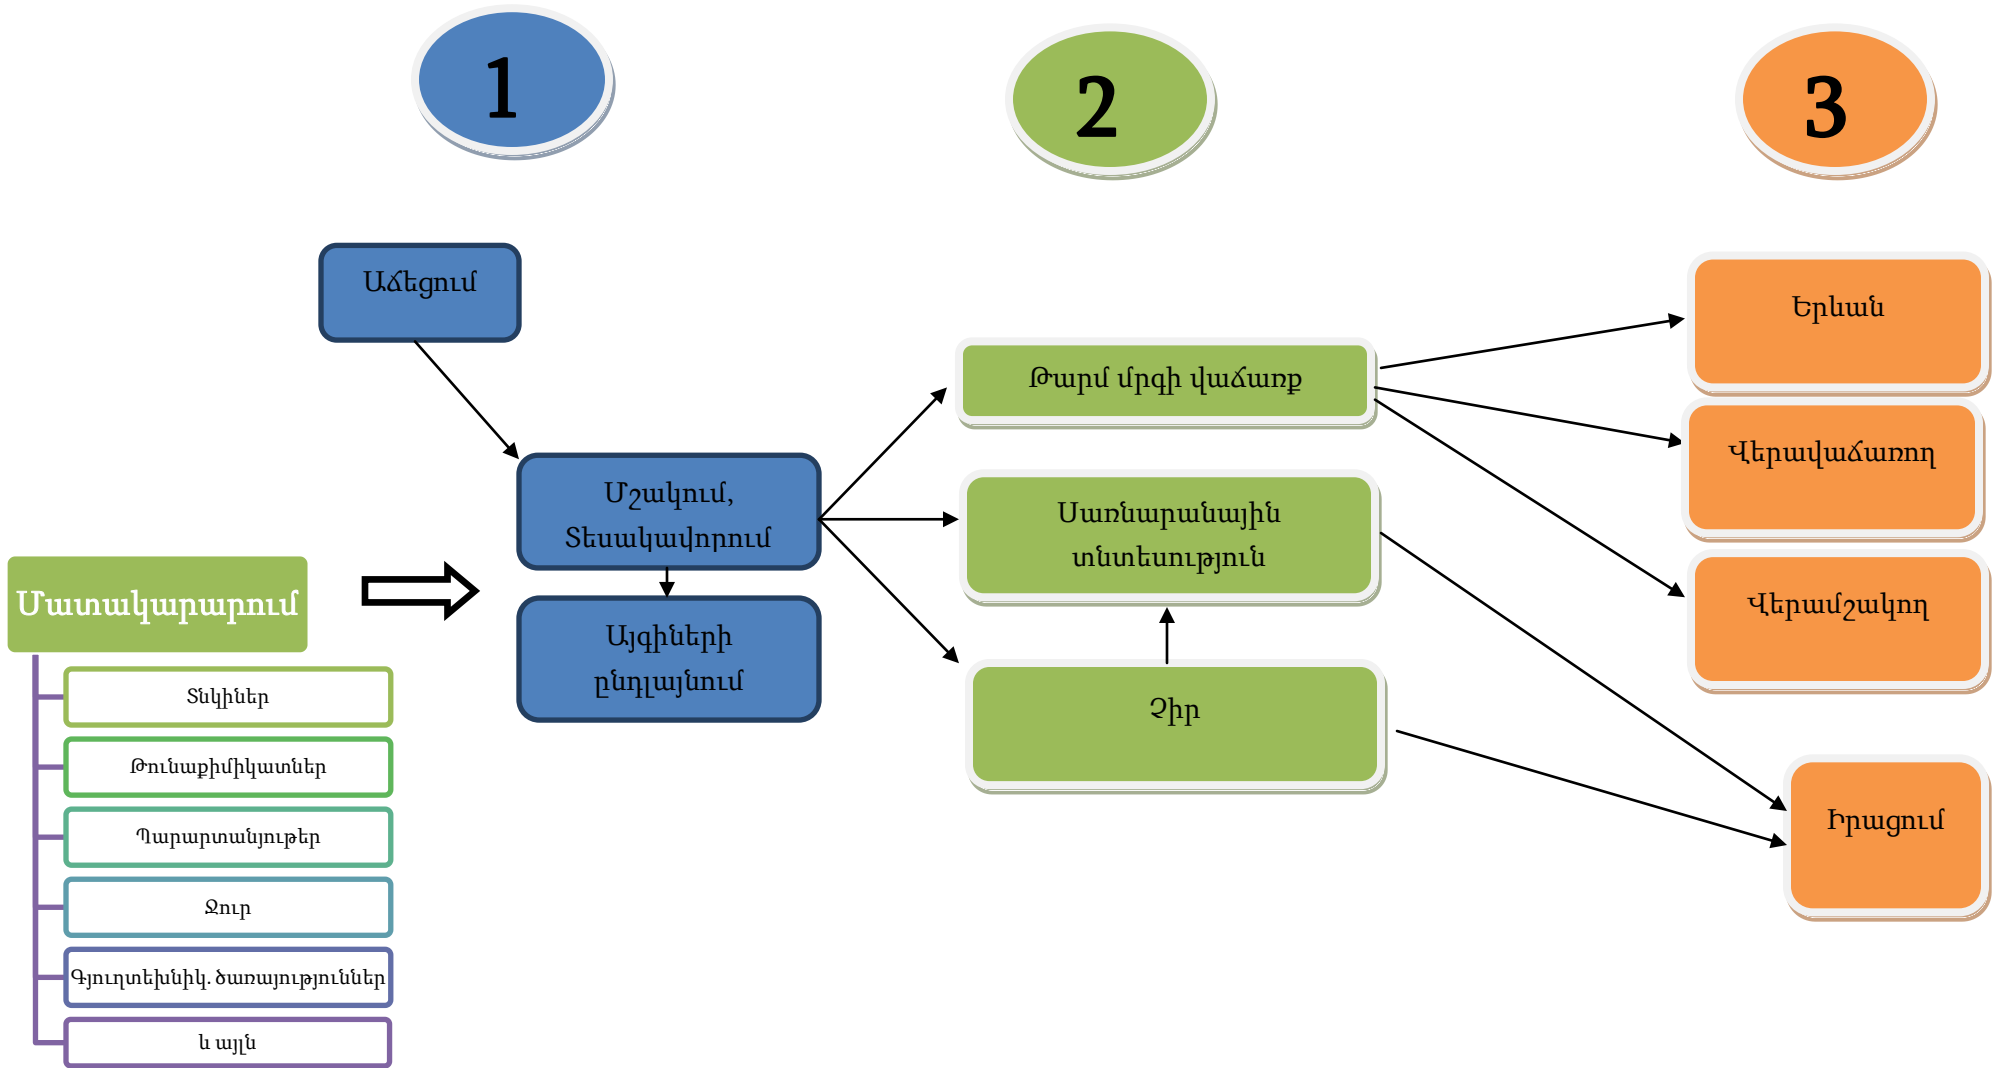 1
2
3
Աճեցում
Մշակում,
Տեսակավորում
Այգիների
ընդլայնում
Մատակարարում
Տնկիներ
Թունաքիմիկատներ
Պարարտանյութեր
Ջուր
Գյուղտեխնիկ. ծառայություններ
և այլն
Թարմ մրգի վաճառք
Սառնարանային
տնտեսություն
Չիր
Երևան
Վերավաճառող
Վերամշակող
Իրացում